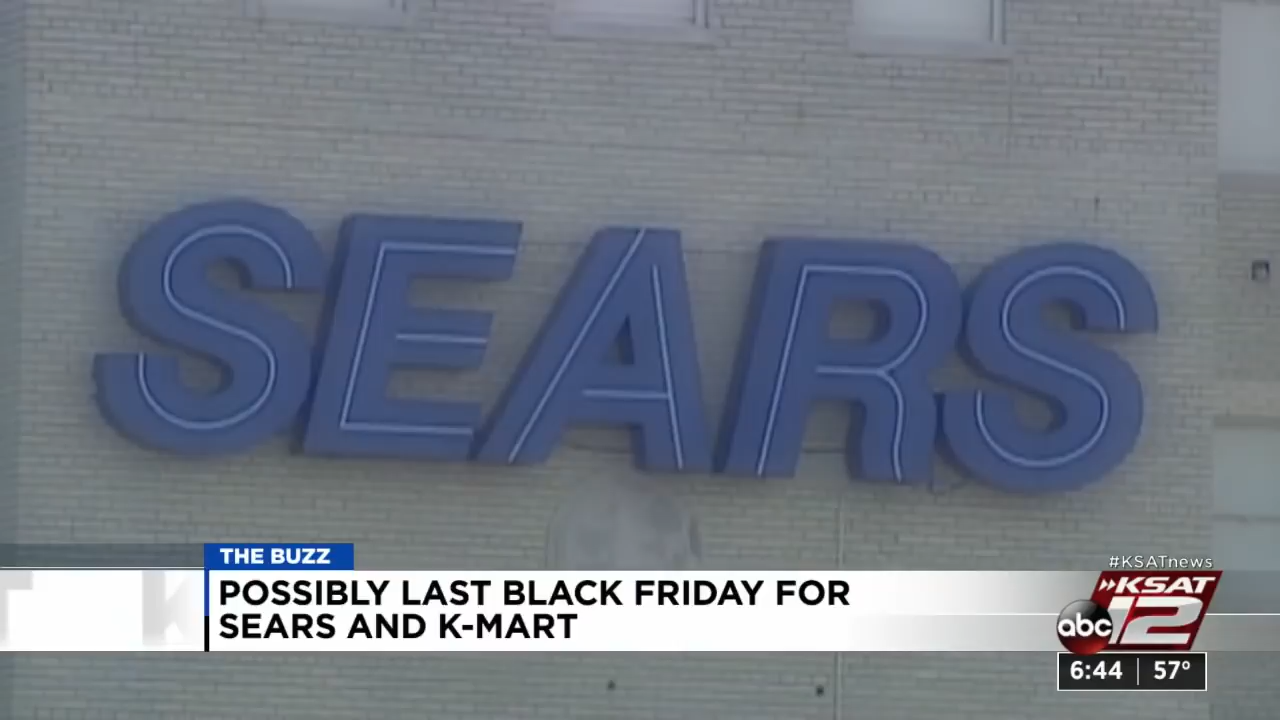 SEARS
THE BUZZ
POSSIBLY LAST BLACK FRIDAY FOR
SEARS AND K-MART
#KSATnews
KSAT
abc 12
6:44 57°